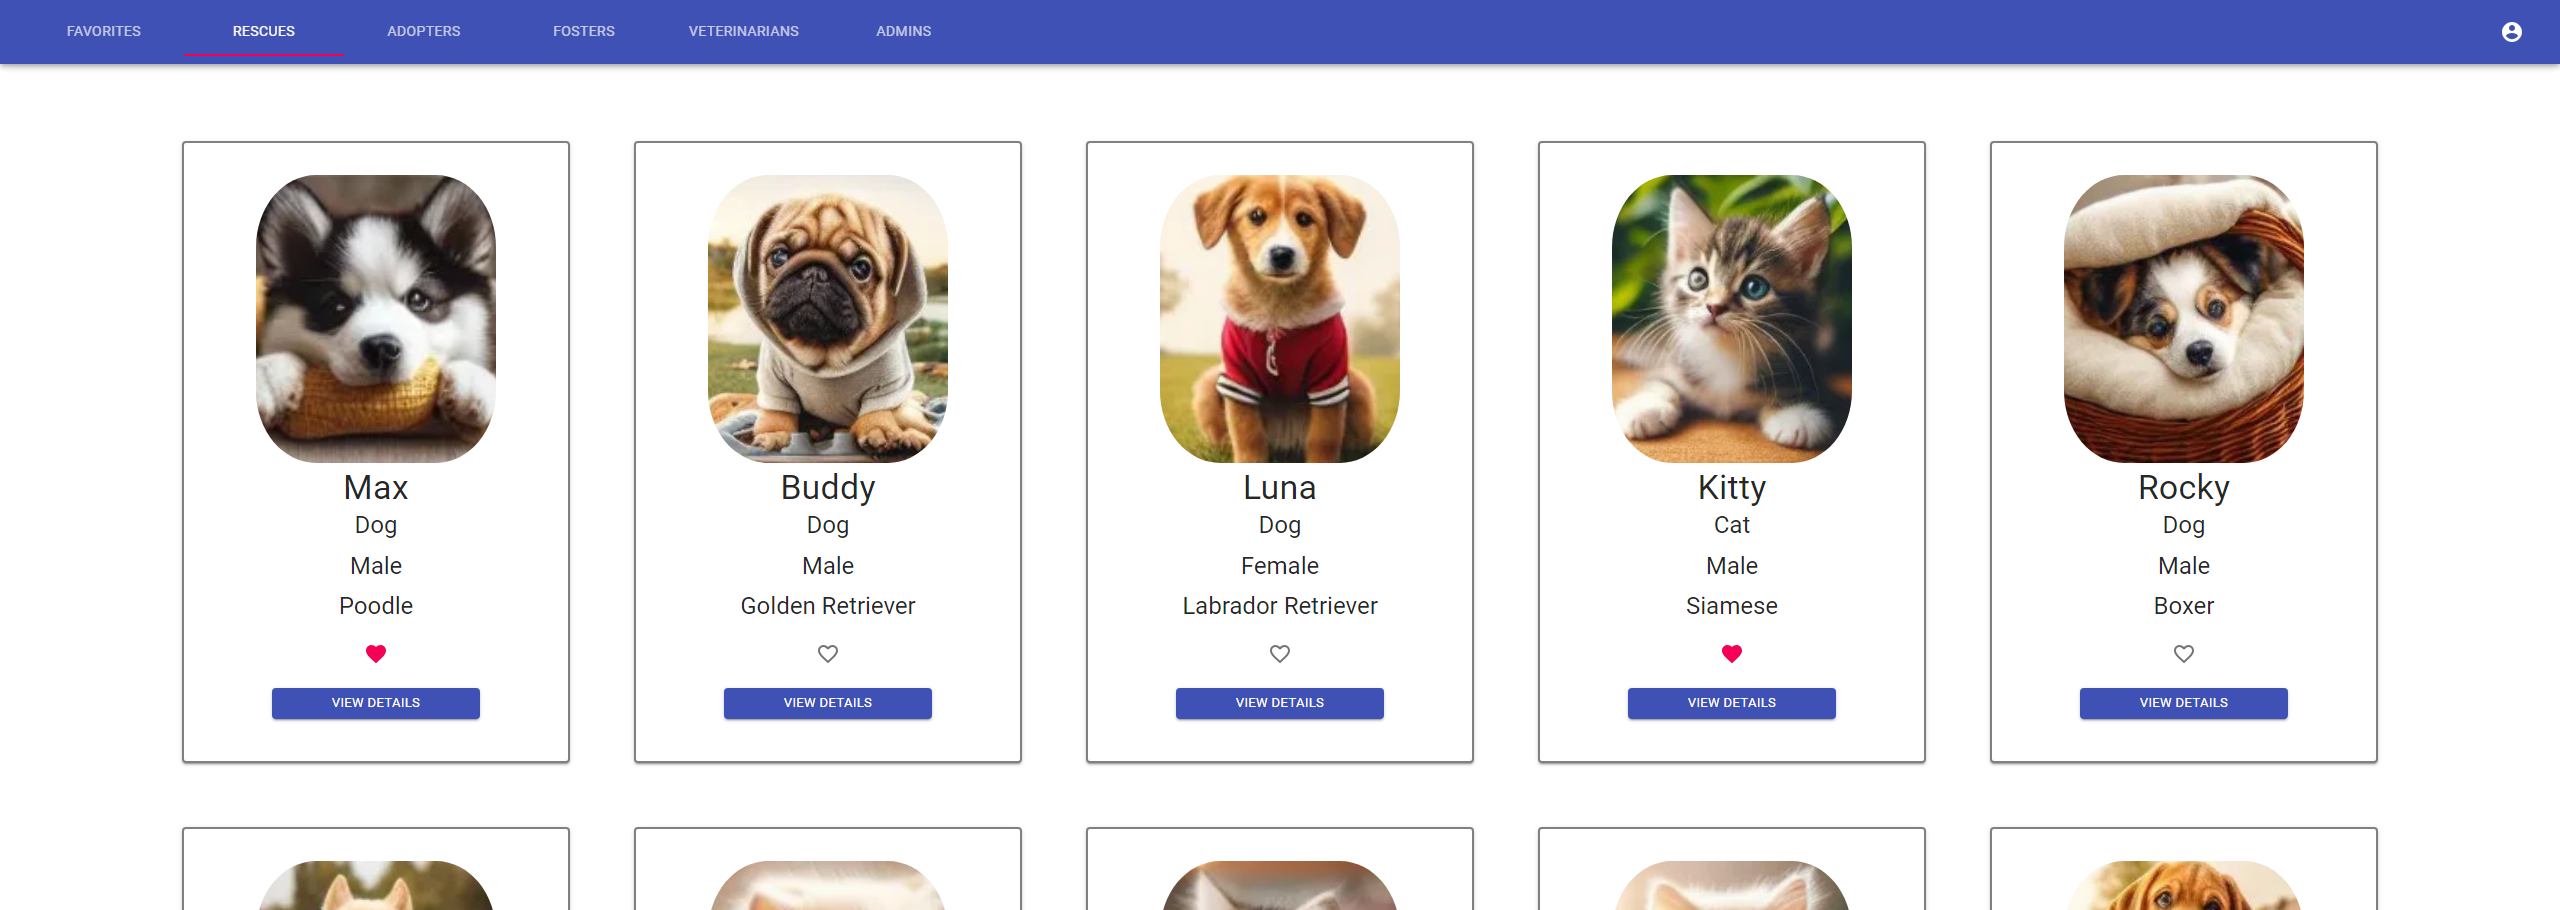 FAVORITES RESCUES ADOPTERS FOSTERS VETERINARIANS ADMINS
Max
Dog
Male
Poodle
VIEW DETAILS
Buddy
Dog
Male
Golden Retriever
VIEW DETAILS
Luna
Dog
Female
Labrador Retriever
VIEW DETAILS
Kitty
Cat
Male
Siamese
VIEW DETAILS
Rocky
Dog
Male
Boxer
VIEW DETAILS